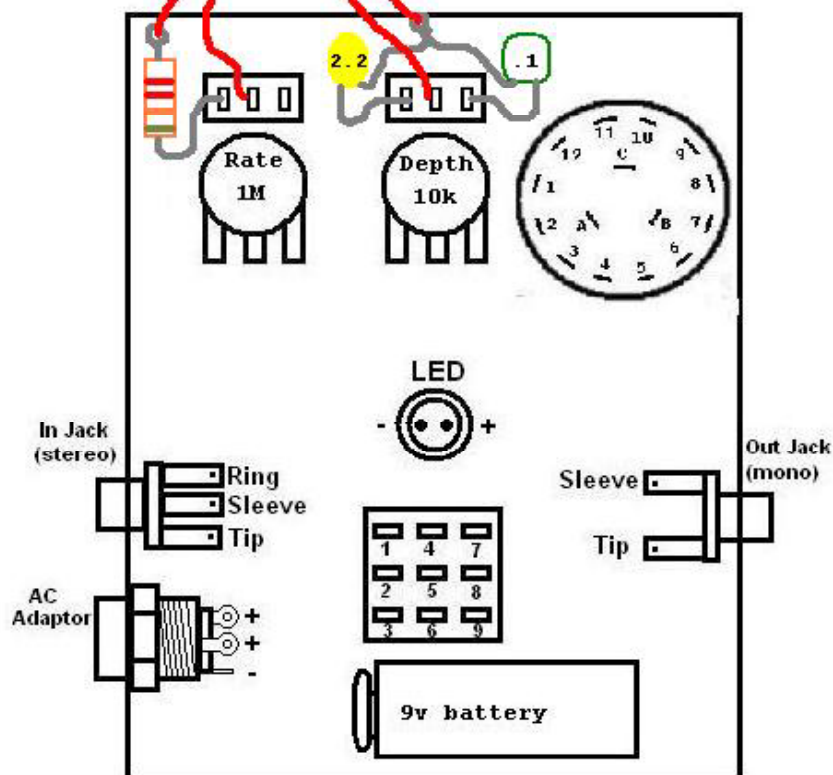 2.2
.1
Rate
1M
Depth
10k
11
10
12
C
9
1
8
2
A
B
7
3
6
4
5
LED
-
+
In Jack
(stereo)
Ring
Sleeve
Tip
Out Jack
(mono)
Sleeve
Tip
1 4 7
2 5 8
3 6 9
AC
Adaptor
+
+
-
9v battery